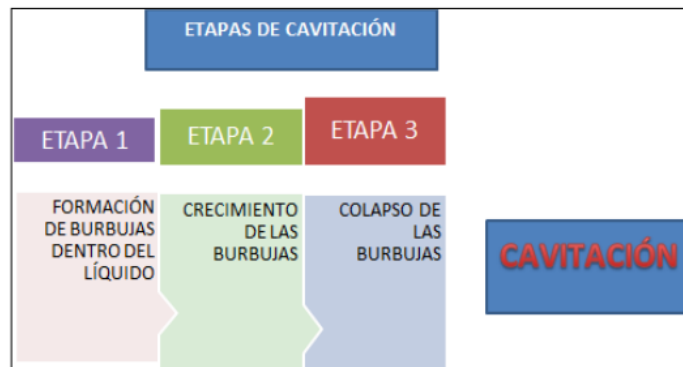 ETAPAS DE CAVITACIÓN
ETAPA 1
ETAPA 2
ETAPA 3
FORMACIÓN
DE BURBUJAS
DENTRO DEL
LÍQUIDO
CRECIMIENTO
DE LAS
BURBUJAS
COLAPSO DE
LAS
BURBUJAS
CAVITACIÓN